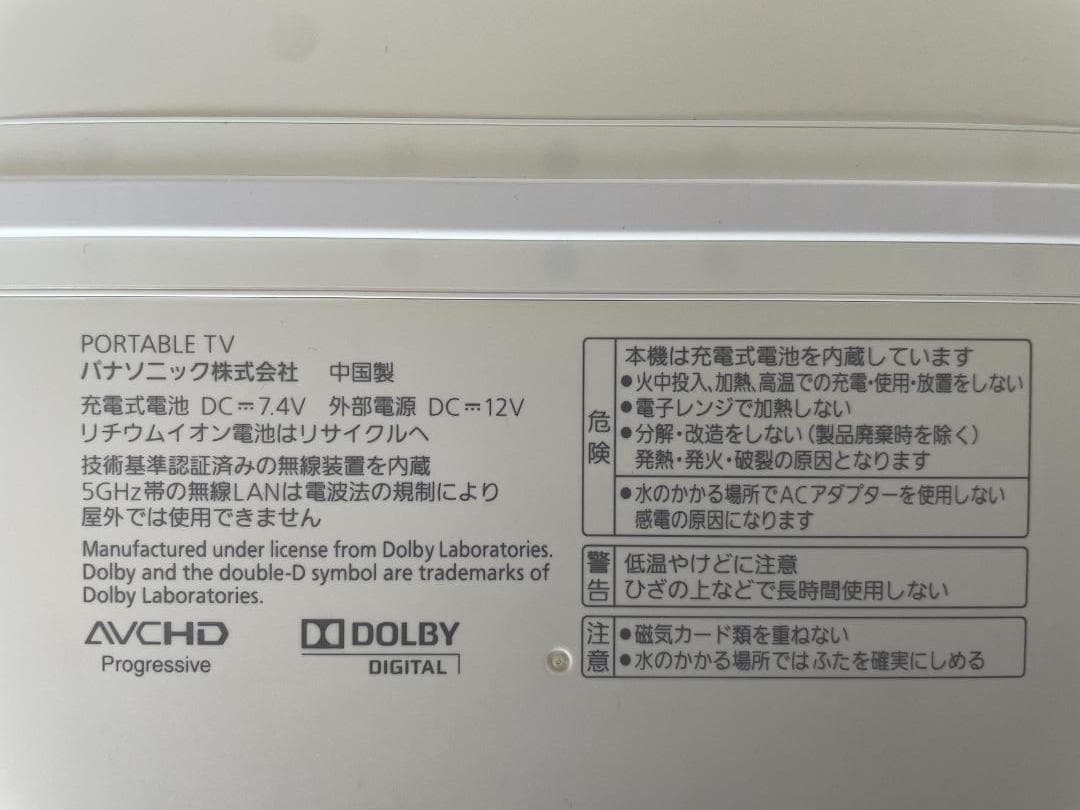 PORTABLE TV
パナソニック株式会社 中国製
充電式電池 DC⎓7.4V 外部電源 DC⎓12V
リチウムイオン電池はリサイクルへ
技術基準認証済みの無線装置を内蔵
5GHz帯の無線LANは電波法の規制により
屋外では使用できません
Manufactured under license from Dolby Laboratories.
Dolby and the double-D symbol are trademarks of
Dolby Laboratories.
AVCHD
Progressive
DOLBY
DIGITAL
危険
本機は充電式電池を内蔵しています
●火中投入、加熱、高温での充電・使用・放置をしない
●電子レンジで加熱しない
●分解・改造をしない(製品廃棄時を除く)
発熱・発火・破裂の原因となります
●水のかかる場所でACアダプターを使用しない
感電の原因になります
警告
低温やけどに注意
ひざの上などで長時間使用しない
注意
●磁気カード類を重ねない
●水のかかる場所では ふたを確実にしめる